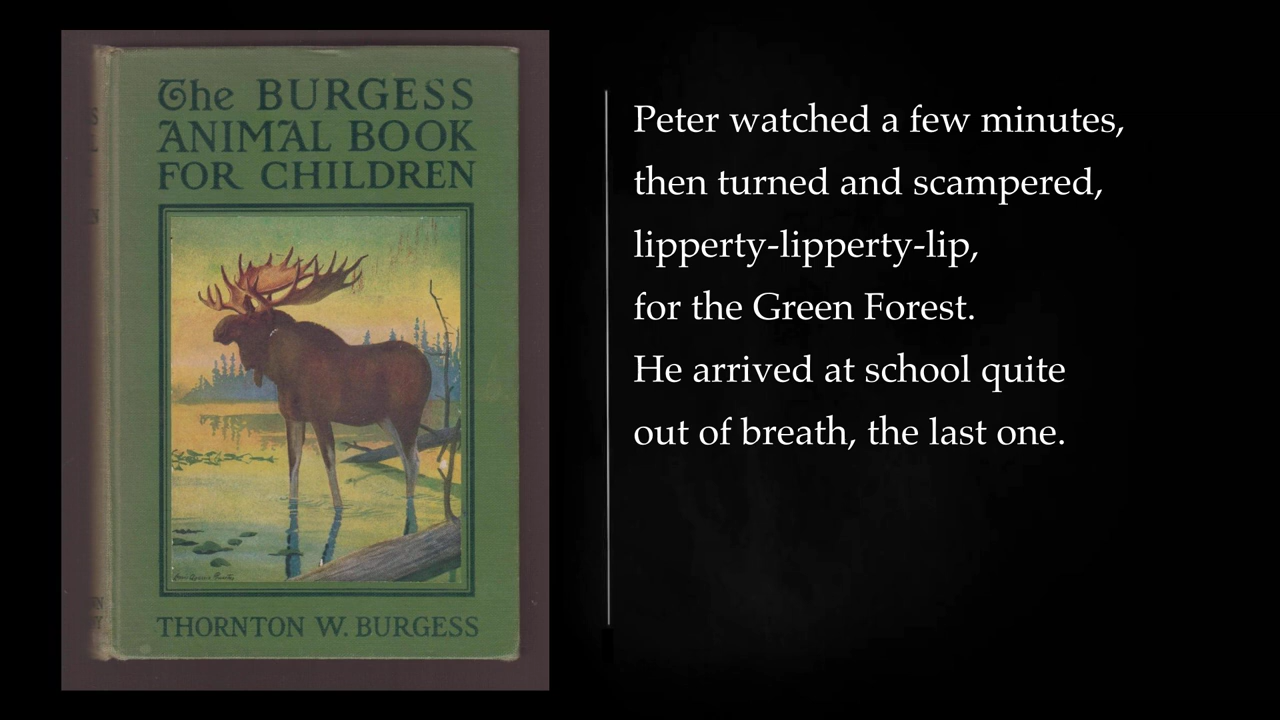 The BURGESS
ANIMAL BOOK
FOR CHILDREN
THORNTON W. BURGESS
Peter watched a few minutes,
then turned and scampered,
lipperty-lipperty-lip,
for the Green Forest.
He arrived at school quite
out of breath, the last one.